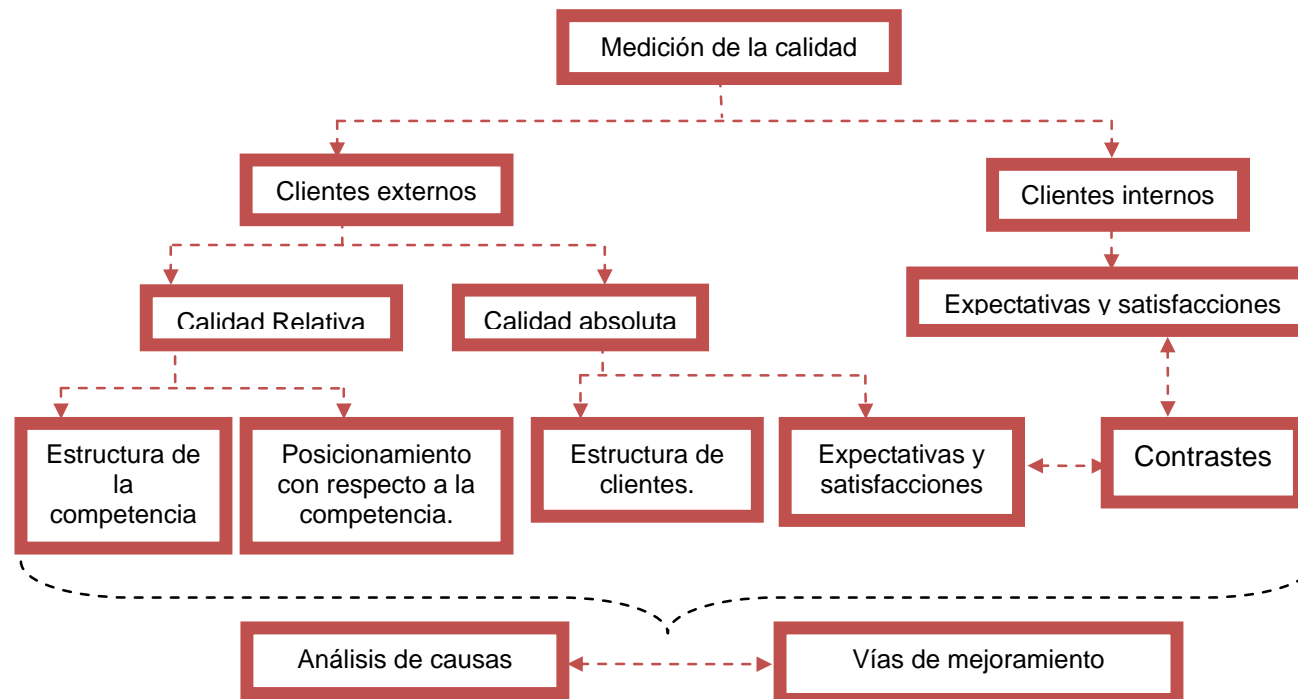 Medición de la calidad
Clientes externos
Clientes internos
Calidad Relativa
Calidad absoluta
Expectativas y satisfacciones
Estructura de
la
competencia
Posicionamiento
con respecto a la
competencia.
Estructura de
clientes.
Expectativas y
satisfacciones
Contrastes
Análisis de causas
Vías de mejoramiento